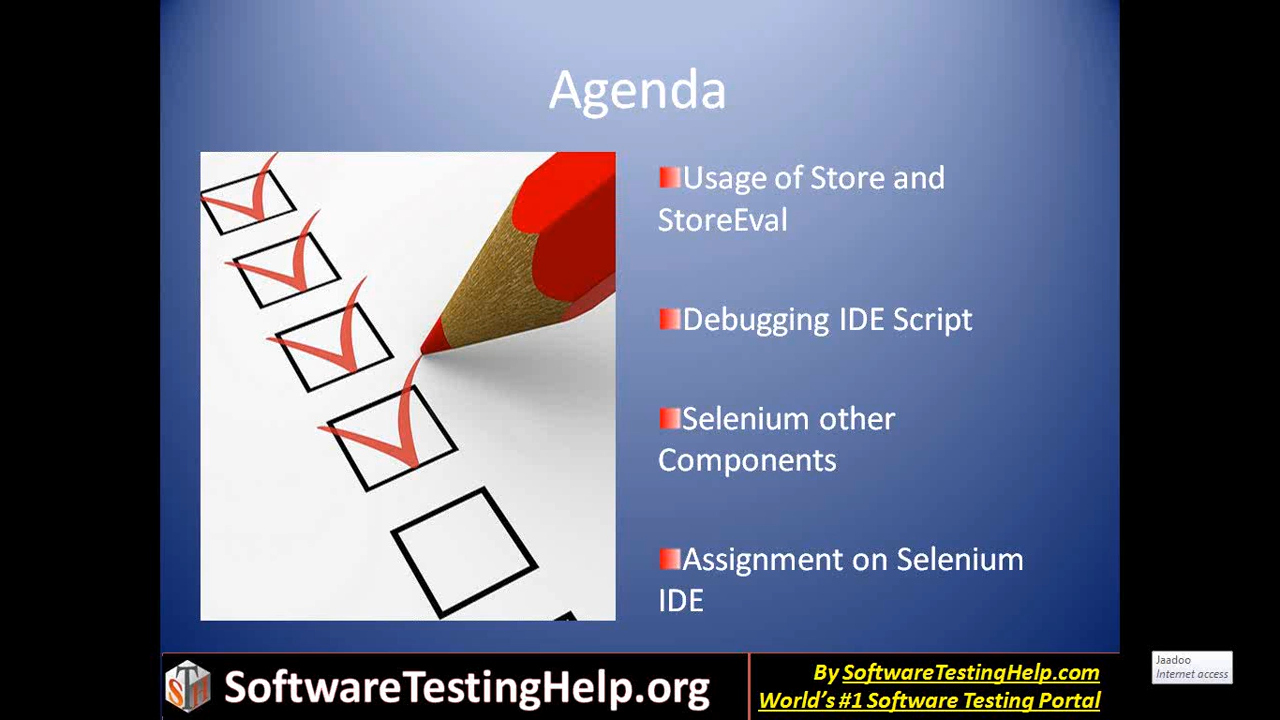 Agenda
Usage of Store and
StoreEval
Debugging IDE Script
Selenium other
Components
Assignment on Selenium
IDE
STH
SoftwareTestingHelp.org
By SoftwareTestingHelp.com
World's #1 Software Testing Portal
Jaadoo
Internet access